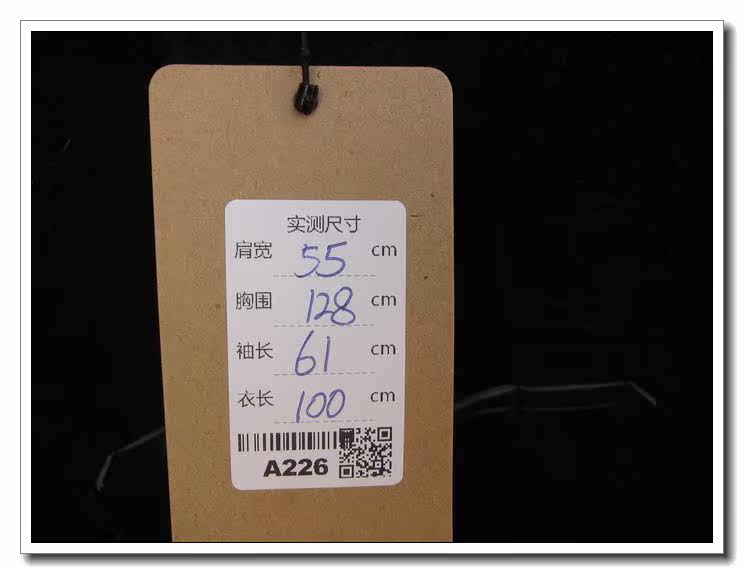 实测尺寸
肩宽 55 cm
胸围 128 cm
袖长 61 cm
衣长 100 cm
A226